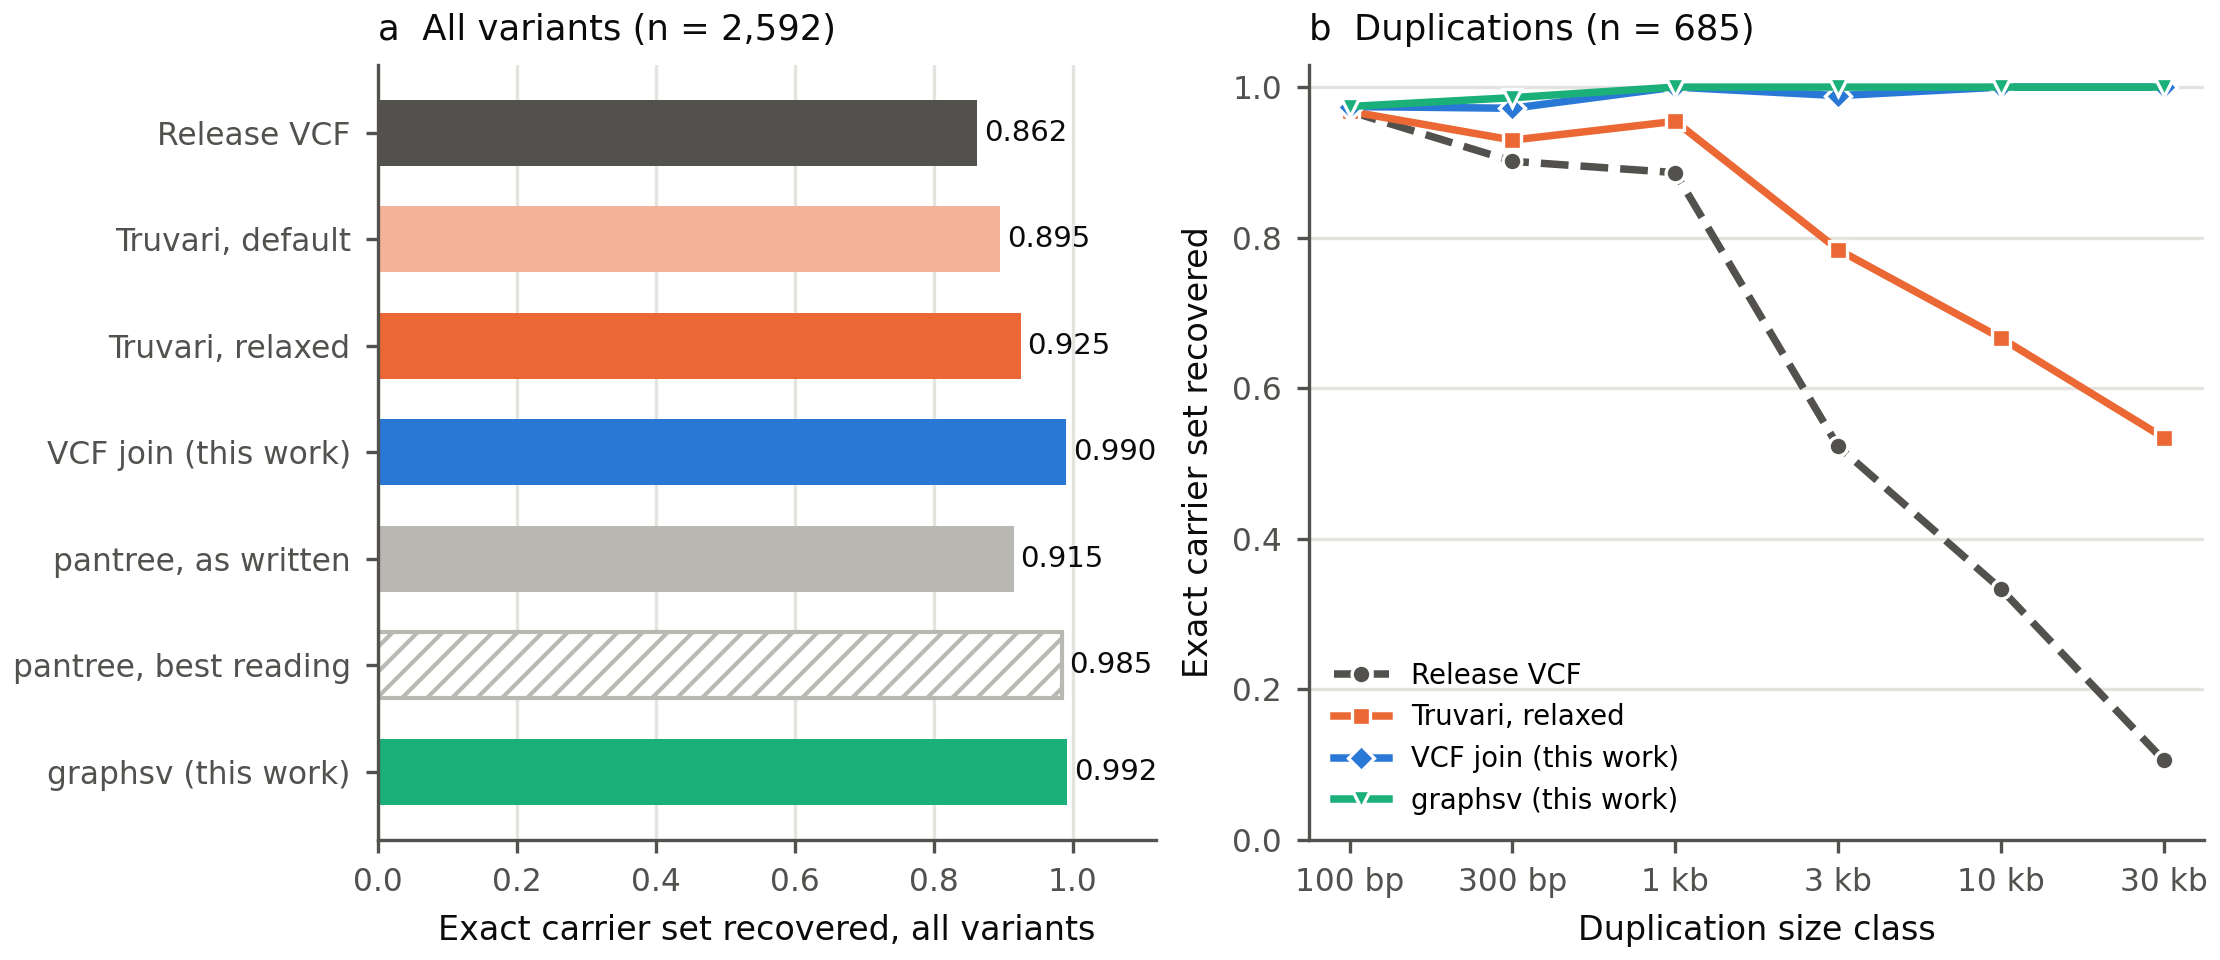 a  All variants (n = 2,592)
Release VCF
0.862
Truvari, default
0.895
Truvari, relaxed
0.925
VCF join (this work)
0.990
pantree, as written
0.915
pantree, best reading
0.985
graphsv (this work)
0.992
0.0 0.2 0.4 0.6 0.8 1.0
Exact carrier set recovered, all variants
b  Duplications (n = 685)
Exact carrier set recovered
1.0
0.8
0.6
0.4
0.2
0.0
Release VCF
Truvari, relaxed
VCF join (this work)
graphsv (this work)
100 bp 300 bp 1 kb 3 kb 10 kb 30 kb
Duplication size class